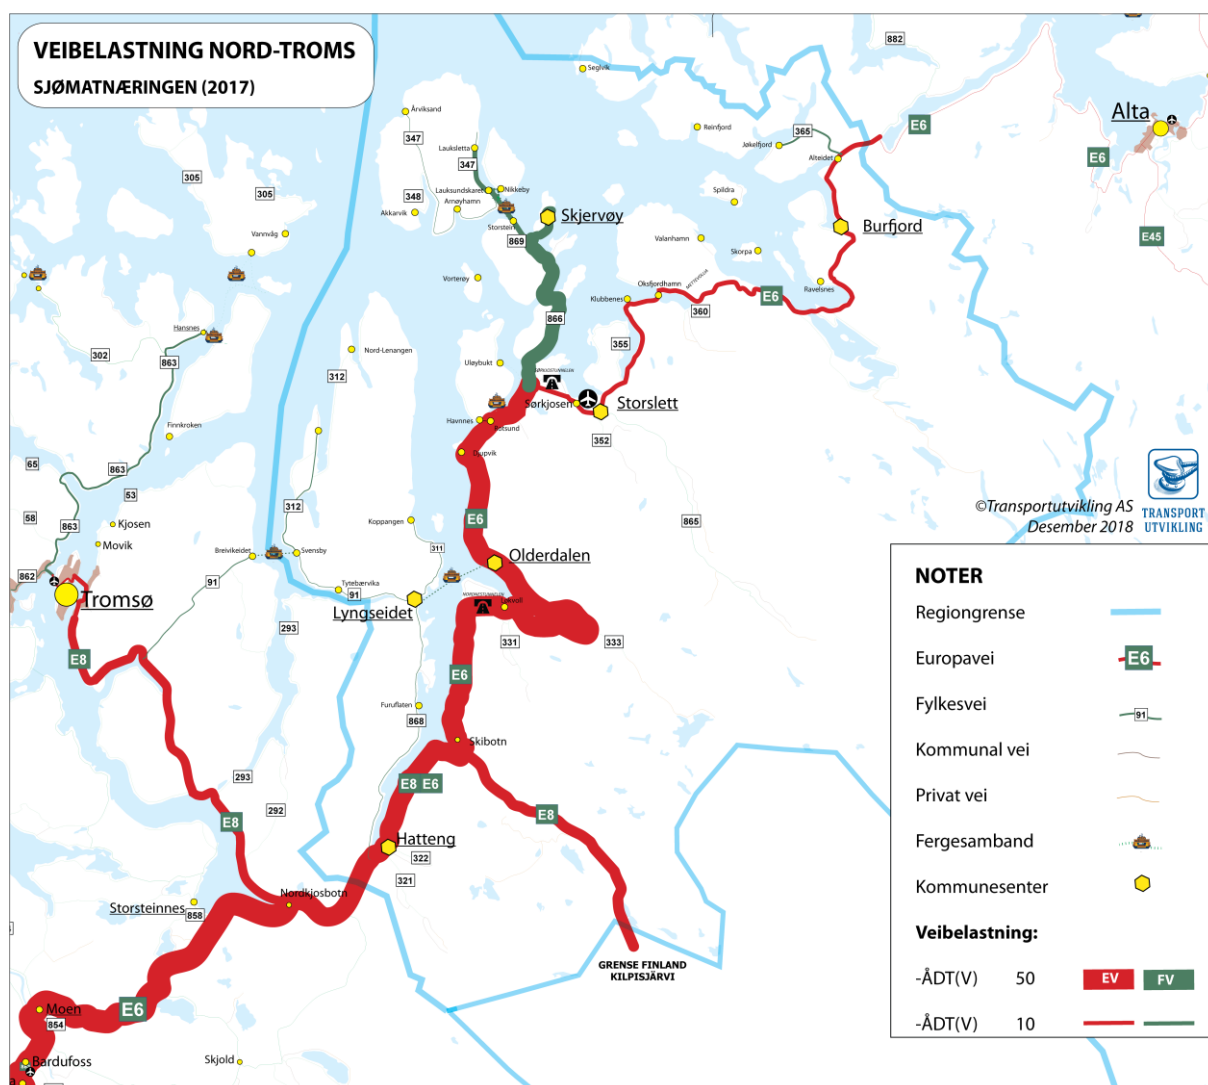 VEIBELASTNING NORD-TROMS
SJØMATNÆRINGEN (2017)
882
Seglvik
Alta
E6
E6
E45
Årviksand
347
Lauksletta
347
Reinfjord
365
Jøkelfjord
Alteidet
305
305
Lauksundskaret
Nikkeby
348
Arnøyhamn
Akkarvik
Storstein
Skjervøy
Spildra
Burfjord
869
Vannvåg
Valanhamn
Skorpa
Vorterøy
Oksfjordhamn
Ravelsnes
Klubbenes
E6
360
Hansnes
866
302
863
Nord-Lenangen
312
Uløybukt
355
Sørkjosen
Storslett
Havnnes
Rotsund
352
Finnkroken
Djupvik
65
863
53
58
863
Kjosen
Movik
312
Koppangen
E6
865
©Transportutvikling AS
Desember 2018
TRANSPORT
UTVIKLING
311
Breivikeidet
Svensby
Olderdalen
862
91
Tytebærvika
91
Tromsø
Lyngseidet
293
331
333
E8
E6
Furuflaten
868
Skibotn
293
E8 E6
292
E8
E8
Hatteng
322
321
Nordkjosbotn
Storsteinnes
858
GRENSE FINLAND
KILPISJÄRVI
Moen
E6
854
Bardufoss
Skjold
NOTER
Regiongrense
Europavei
E6
Fylkesvei
91
Kommunal vei
Privat vei
Fergesamband
Kommunesenter
Veibelastning:
-ÅDT(V) 50 EV FV
-ÅDT(V) 10